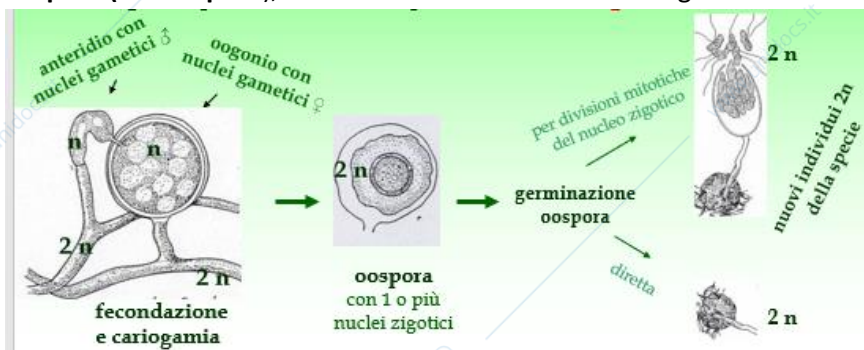 anteridio con
nuclei gametici ♂
oogonio con
nuclei gametici ♀
n
n
2 n
2 n
fecondazione
e cariogamia
2 n
oospora
con 1 o più
nuclei zigotici
per divisioni mitotiche
del nucleo zigotico
germinazione
oospora
diretta
2 n
2 n
nuovi individui 2n
della specie